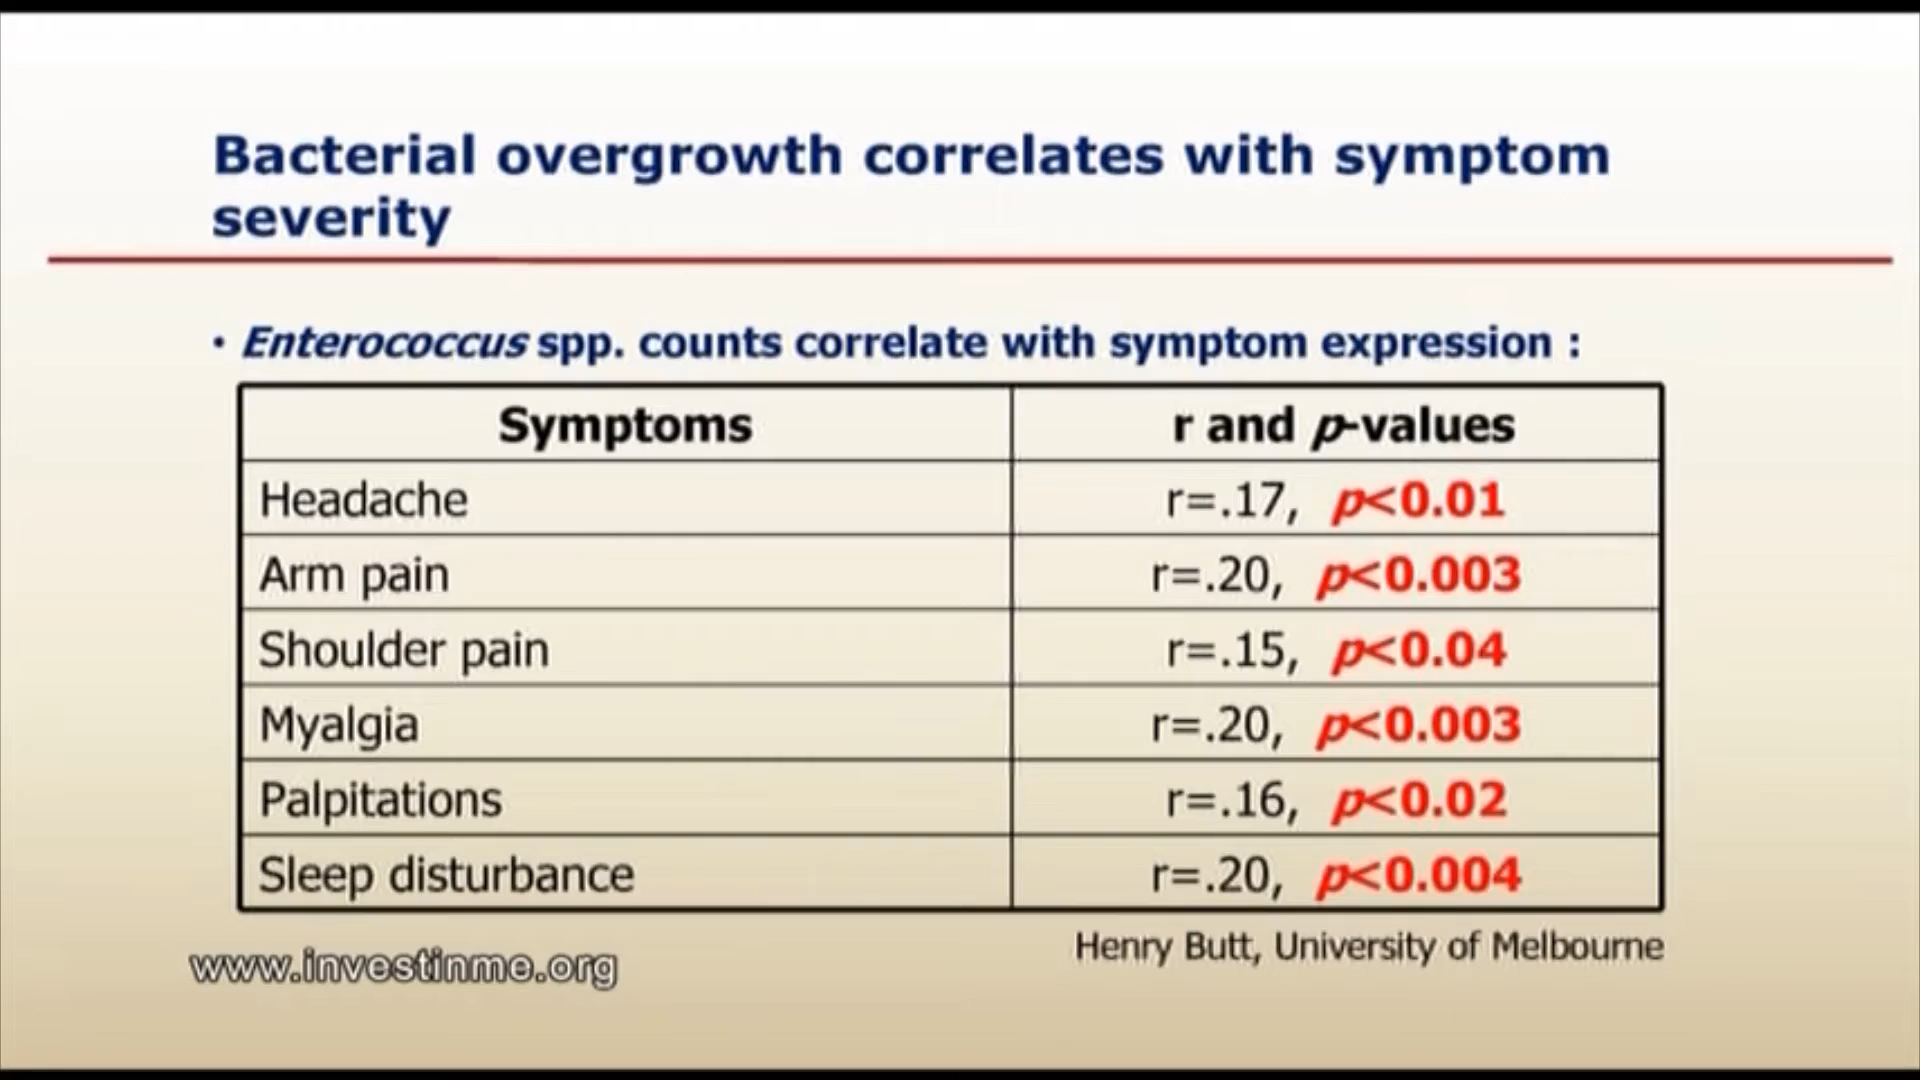 Bacterial overgrowth correlates with symptom
severity
• Enterococcus spp. counts correlate with symptom expression :
Symptoms r and p-values
Headache r=.17, p<0.01
Arm pain r=.20, p<0.003
Shoulder pain r=.15, p<0.04
Myalgia r=.20, p<0.003
Palpitations r=.16, p<0.02
Sleep disturbance r=.20, p<0.004
Henry Butt, University of Melbourne
www.investinme.org